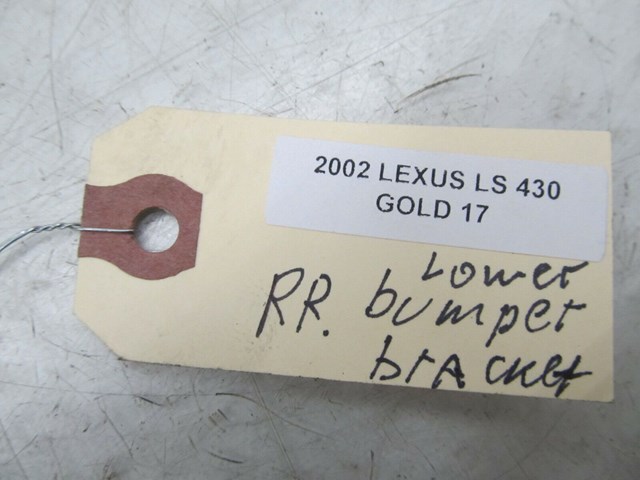 2002 LEXUS LS 430
GOLD 17
Lower
RR. bumper
bracket